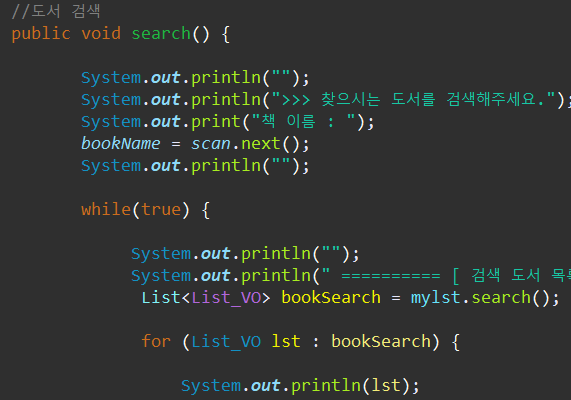 //도서 검색
public void search() {
System.out.println("");
System.out.println(">>> 찾으시는 도서를 검색해주세요.");
System.out.print("책 이름 : ");
bookName = scan.next();
System.out.println("");
while(true) {
System.out.println("");
System.out.println(" ========== [ 검색 도서 목록
List<List_VO> bookSearch = mylst.search();
for (List_VO lst : bookSearch) {
System.out.println(lst);